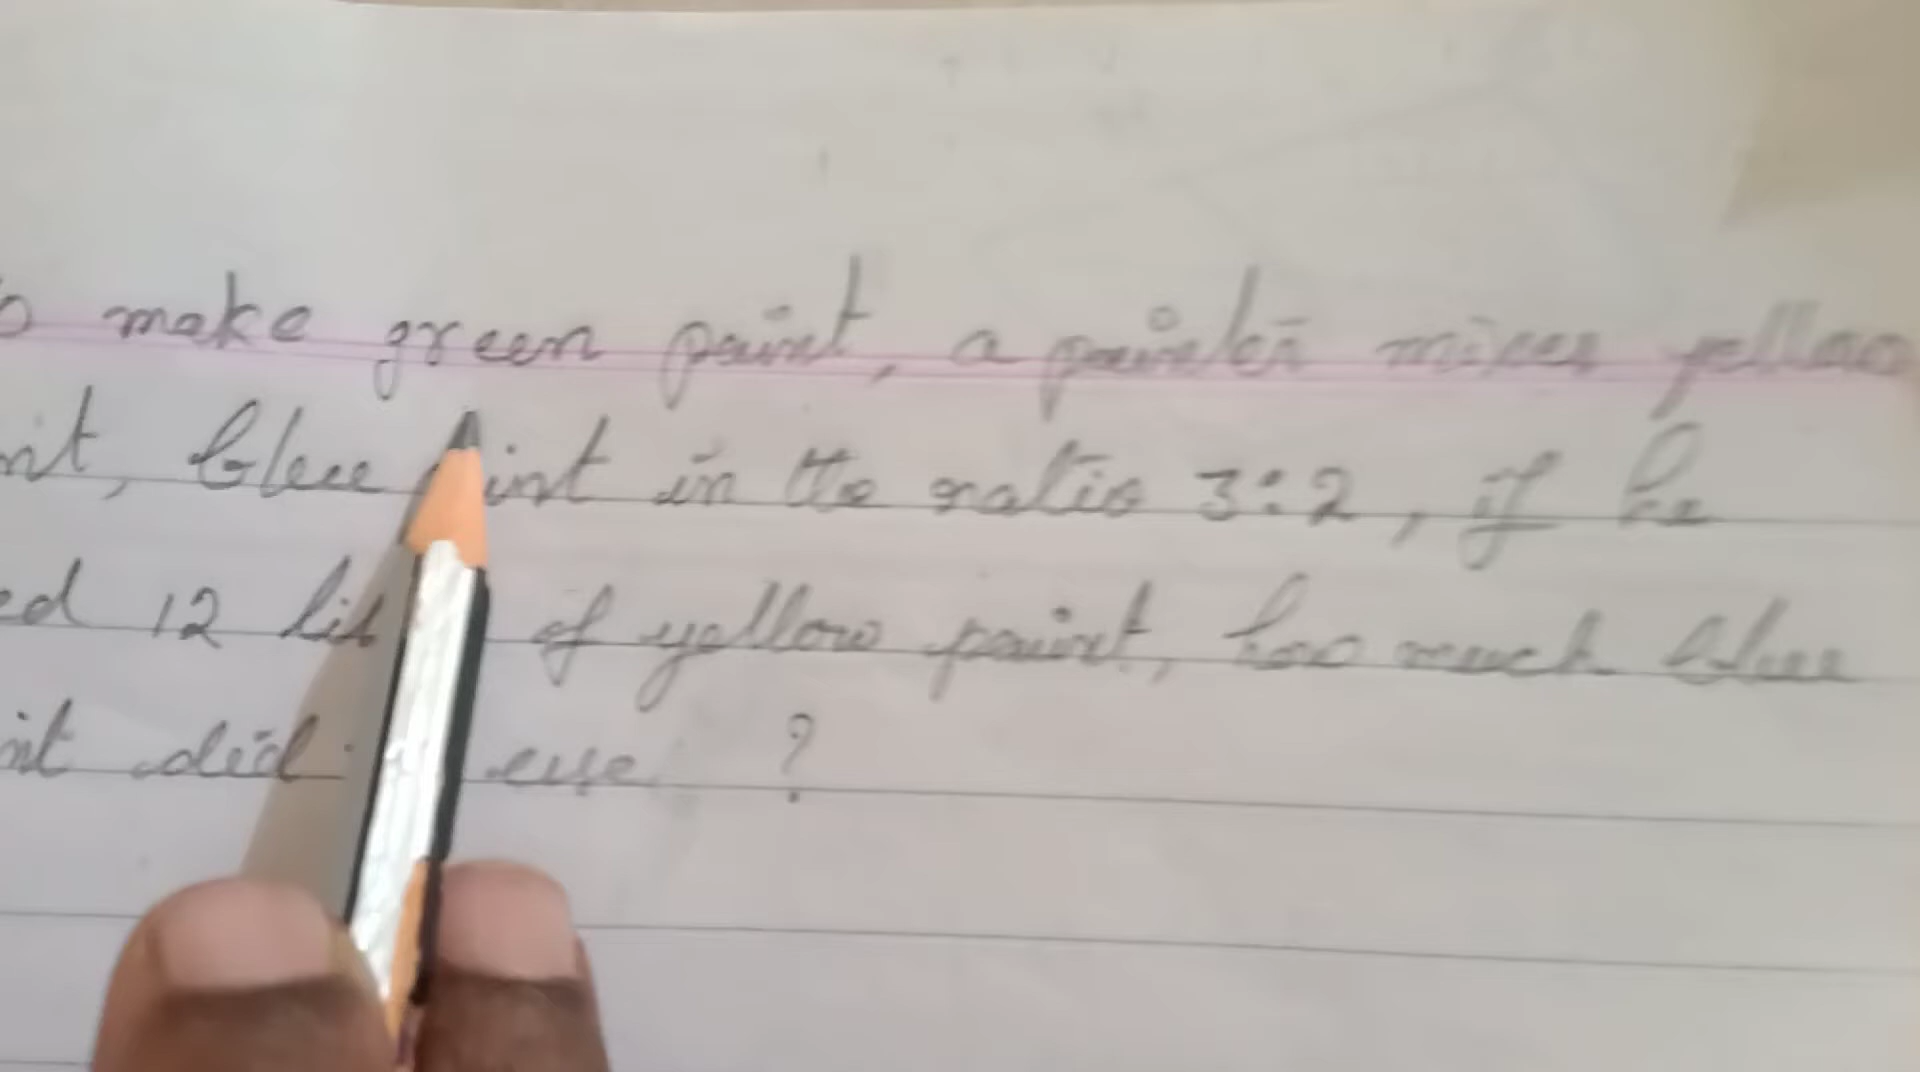 o make green paint, a painter mixes yellow
nt, blue int in the ratio 3:2, if he
ed 12 lit of yellow paint, how much blue
nt did use ?